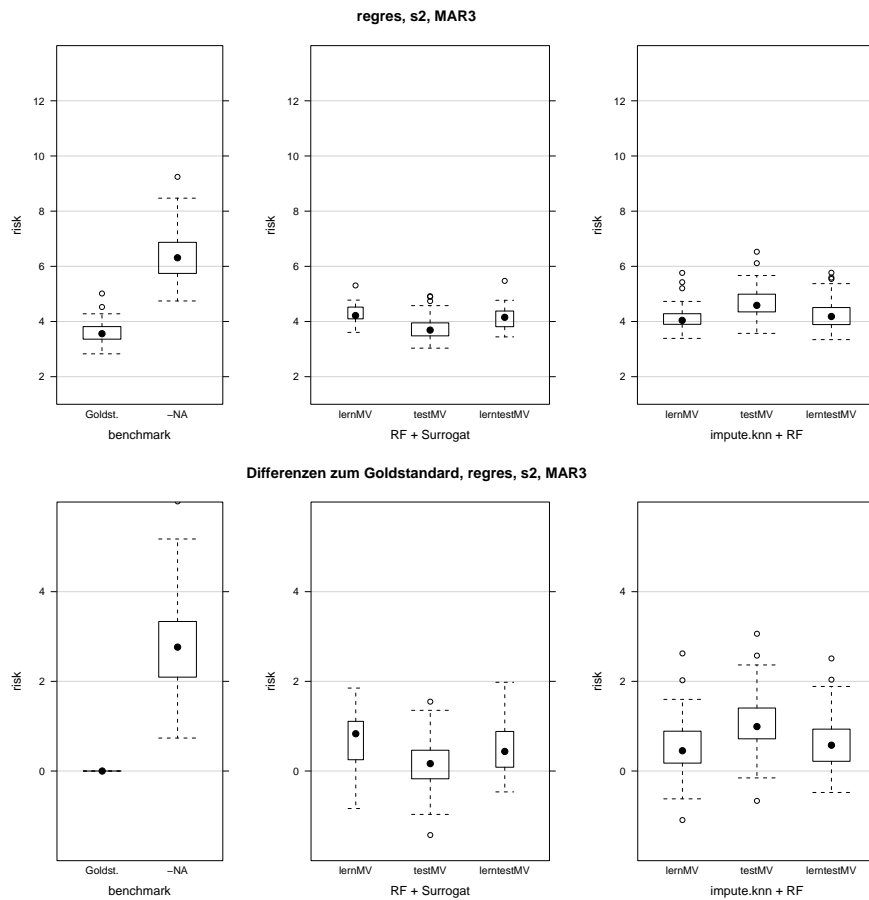 regres, s2, MAR3
risk
2
4
6
8
10
12
Goldst.
−NA
benchmark
risk
2
4
6
8
10
12
lernMV
testMV
lerntestMV
RF + Surrogat
risk
2
4
6
8
10
12
lernMV
testMV
lerntestMV
impute.knn + RF
Differenzen zum Goldstandard, regres, s2, MAR3
risk
0
2
4
Goldst.
−NA
benchmark
risk
0
2
4
lernMV
testMV
lerntestMV
RF + Surrogat
risk
0
2
4
lernMV
testMV
lerntestMV
impute.knn + RF